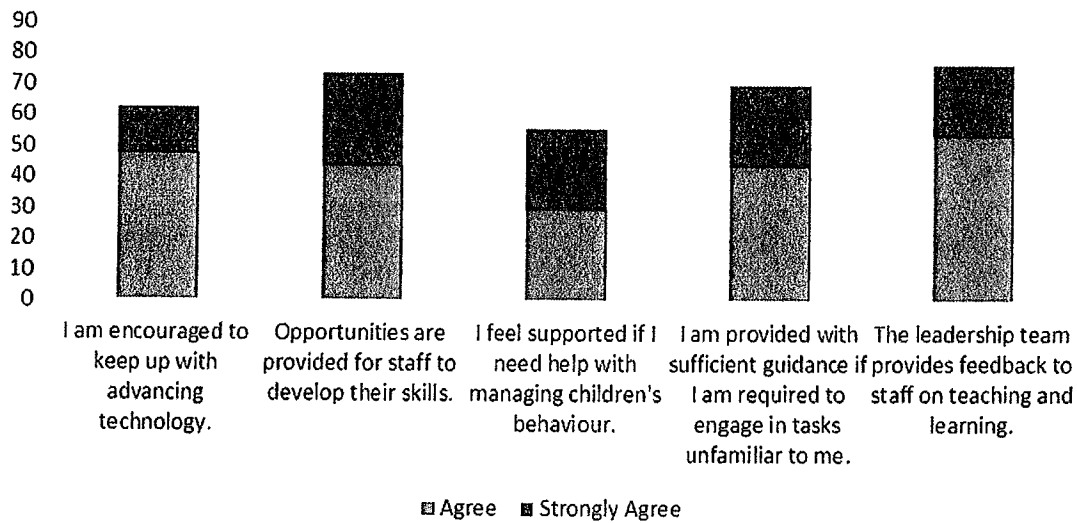 90
80
70
60
50
40
30
20
10
0
I am encouraged to
keep up with
advancing
technology.
Opportunities are
provided for staff to
develop their skills.
I feel supported if I
need help with
managing children's
behaviour.
I am provided with
sufficient guidance if
I am required to
engage in tasks
unfamiliar to me.
The leadership team
provides feedback to
staff on teaching and
learning.
Agree
Strongly Agree